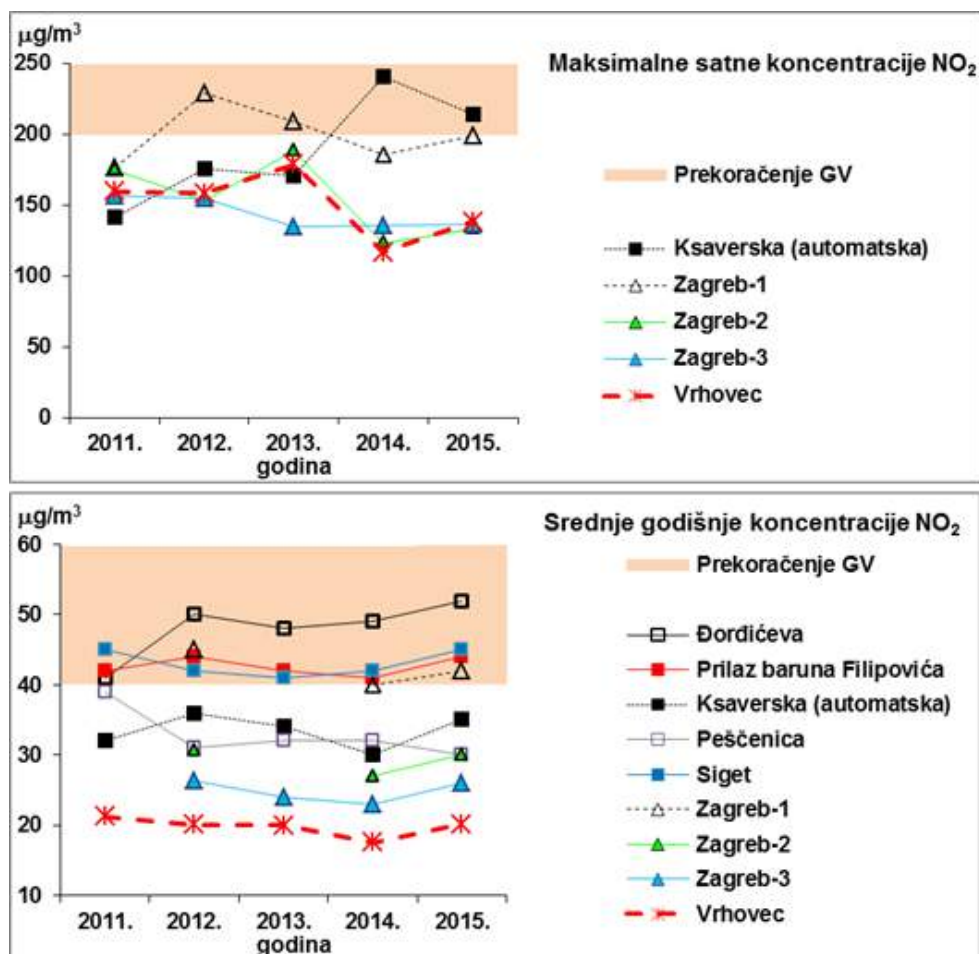 μg/m³
Maksimalne satne koncentracije NO₂
250
200
150
100
50
0
2011. 2012. 2013. 2014. 2015.
godina
Prekoračenje GV
Ksaverska (automatska)
Zagreb-1
Zagreb-2
Zagreb-3
Vrhovec
μg/m³
Srednje godišnje koncentracije NO₂
60
50
40
30
20
10
2011. 2012. 2013. 2014. 2015.
godina
Prekoračenje GV
Đorđićeva
Prilaz baruna Filipovića
Ksaverska (automatska)
Peščenica
Siget
Zagreb-1
Zagreb-2
Zagreb-3
Vrhovec